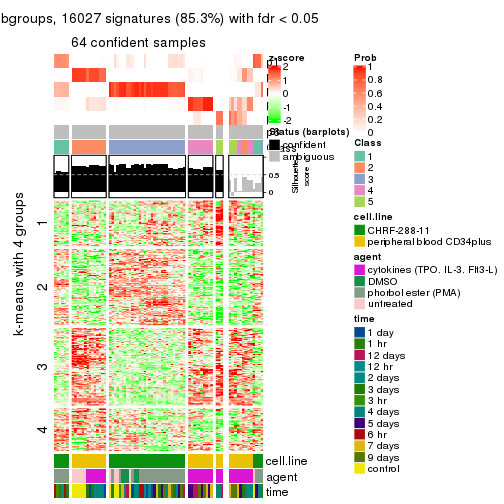 bgroups, 16027 signatures (85.3%) with fdr < 0.05
64 confident samples
z-score
2
1
0
-1
-2
Status (barplots)
confident
ambiguous
Class
1
0.5
0
Silhouette
score
k-means with 4 groups
1
2
3
4
cell.line
agent
time
Prob
1
0.8
0.6
0.4
0.2
0
Class
1
2
3
4
5
cell.line
CHRF-288-11
peripheral blood CD34plus
agent
cytokines (TPO, IL-3, Flt3-L)
DMSO
phorbol ester (PMA)
untreated
time
1 day
1 hr
12 days
12 hr
2 days
3 days
3 hr
4 days
5 days
6 hr
7 days
9 days
control